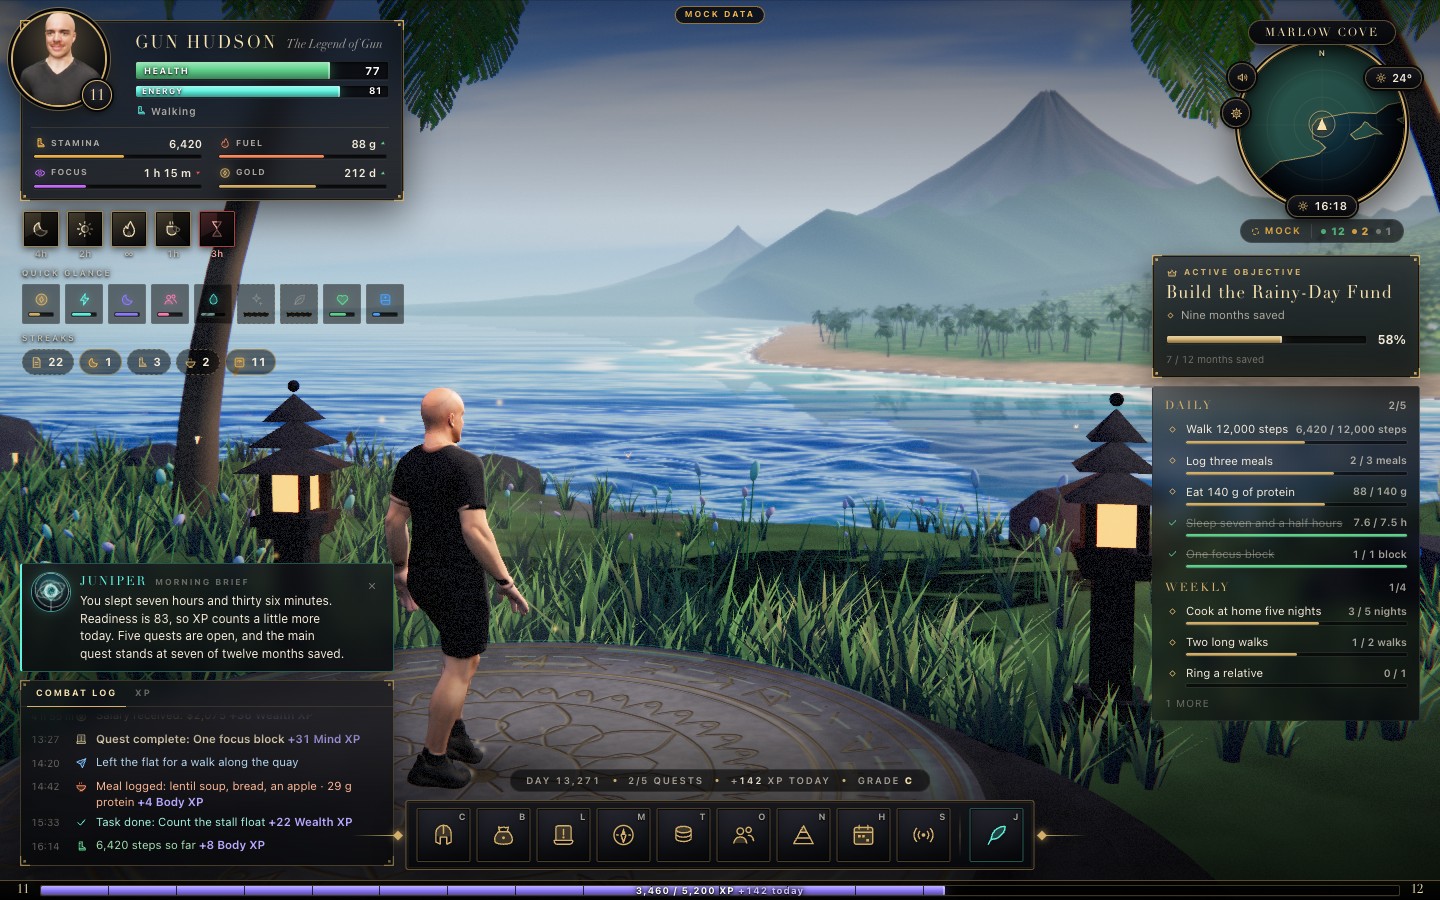 MOCK DATA
GUN HUDSON The Legend of Gun
HEALTH 77
ENERGY 81
11
Walking
STAMINA 6,420
FUEL 88 g
FOCUS 1 h 15 m
GOLD 212 d
4h 2h ∞ 1h 3h
QUICK GLANCE
STREAKS
22 1 3 2 11
MARLOW COVE
N
24°
16:18
MOCK 12 2 1
ACTIVE OBJECTIVE
Build the Rainy-Day Fund
Nine months saved
58%
7 / 12 months saved
DAILY 2/5
Walk 12,000 steps 6,420 / 12,000 steps
Log three meals 2 / 3 meals
Eat 140 g of protein 88 / 140 g
Sleep seven and a half hours 7.6 / 7.5 h
One focus block 1 / 1 block
WEEKLY 1/4
Cook at home five nights 3 / 5 nights
Two long walks 1 / 2 walks
Ring a relative 0 / 1
1 MORE
JUNIPER MORNING BRIEF
You slept seven hours and thirty six minutes.
Readiness is 83, so XP counts a little more
today. Five quests are open, and the main
quest stands at seven of twelve months saved.
COMBAT LOG XP
13:27 Quest complete: One focus block +31 Mind XP
14:20 Left the flat for a walk along the quay
14:42 Meal logged: lentil soup, bread, an apple · 29 g
protein +4 Body XP
15:33 Task done: Count the stall float +22 Wealth XP
16:14 6,420 steps so far +8 Body XP
DAY 13,271 • 2/5 QUESTS • +142 XP TODAY • GRADE C
C B L M T O N H S J
11 3,460 / 5,200 XP +142 today 12